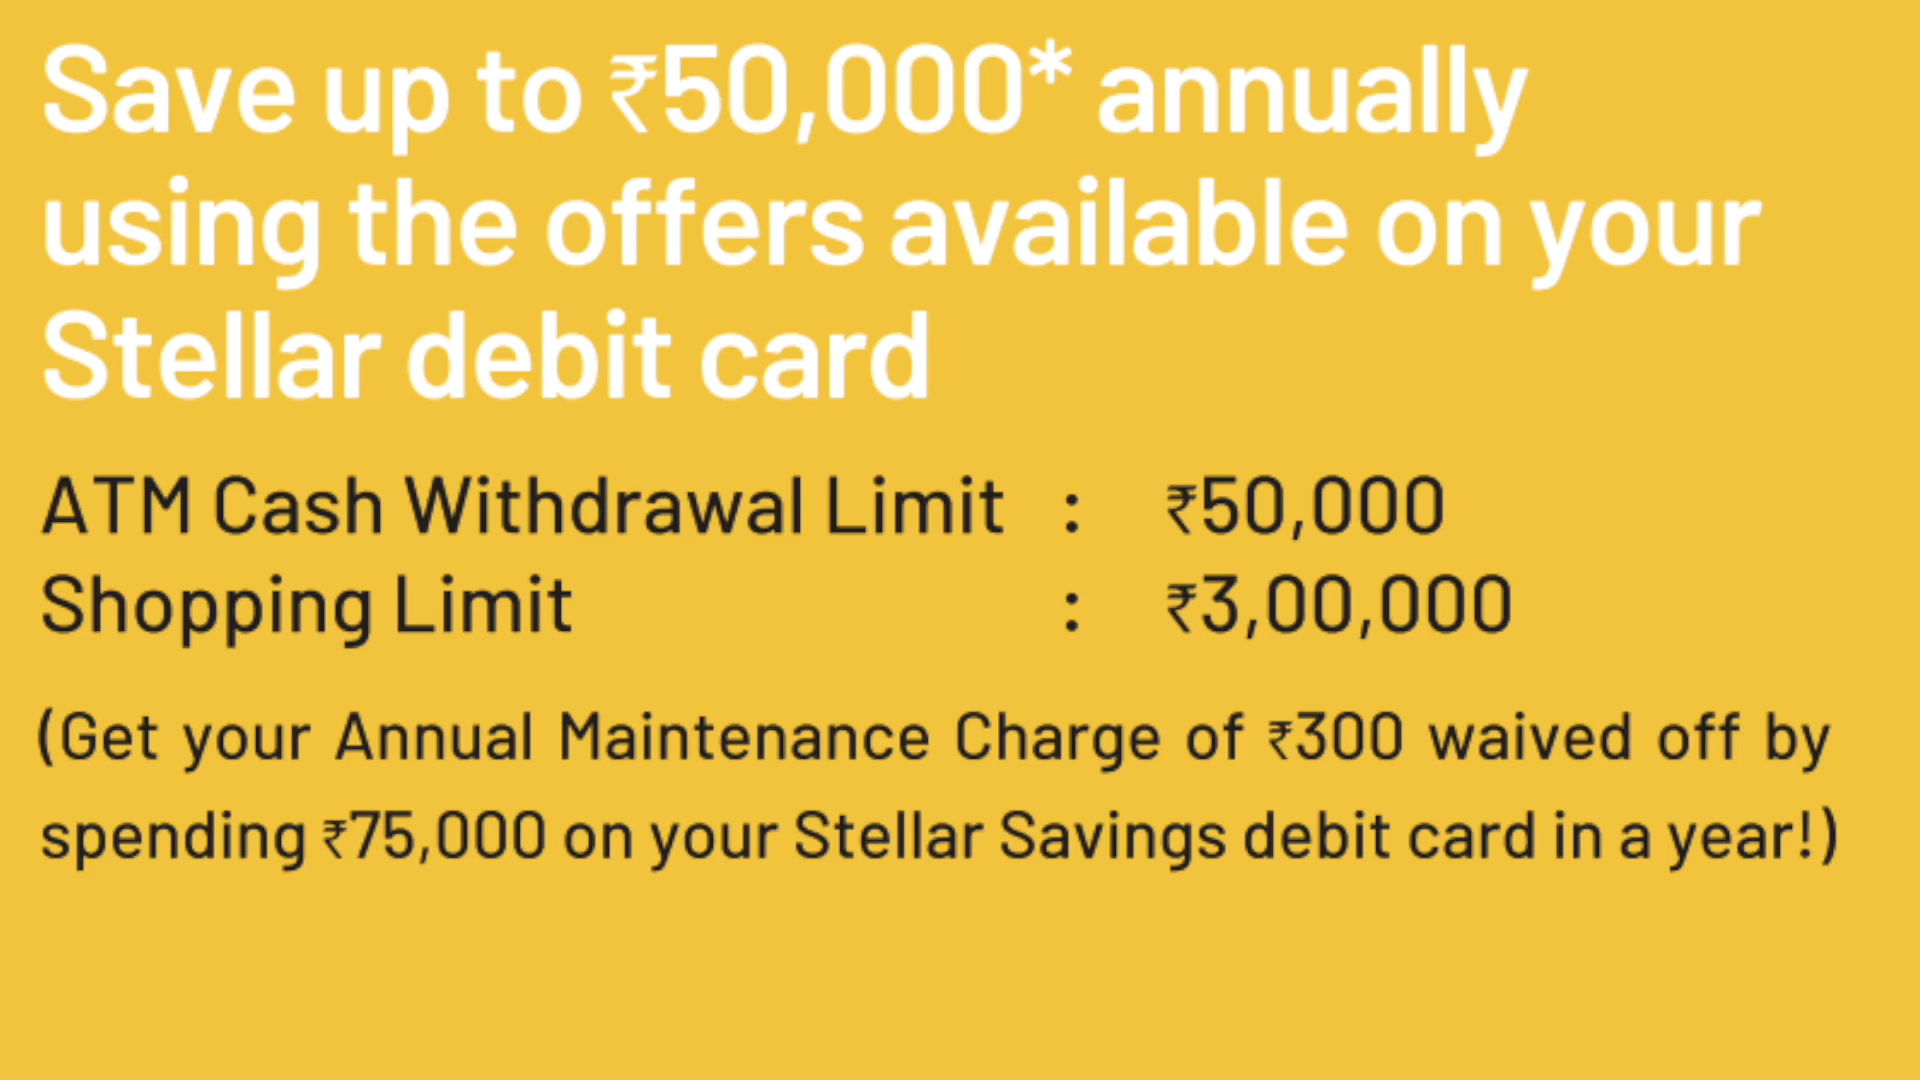 Save up to ₹50,000* annually
using the offers available on your
Stellar debit card
ATM Cash Withdrawal Limit : ₹50,000
Shopping Limit : ₹3,00,000
(Get your Annual Maintenance Charge of ₹300 waived off by
spending ₹75,000 on your Stellar Savings debit card in a year!)